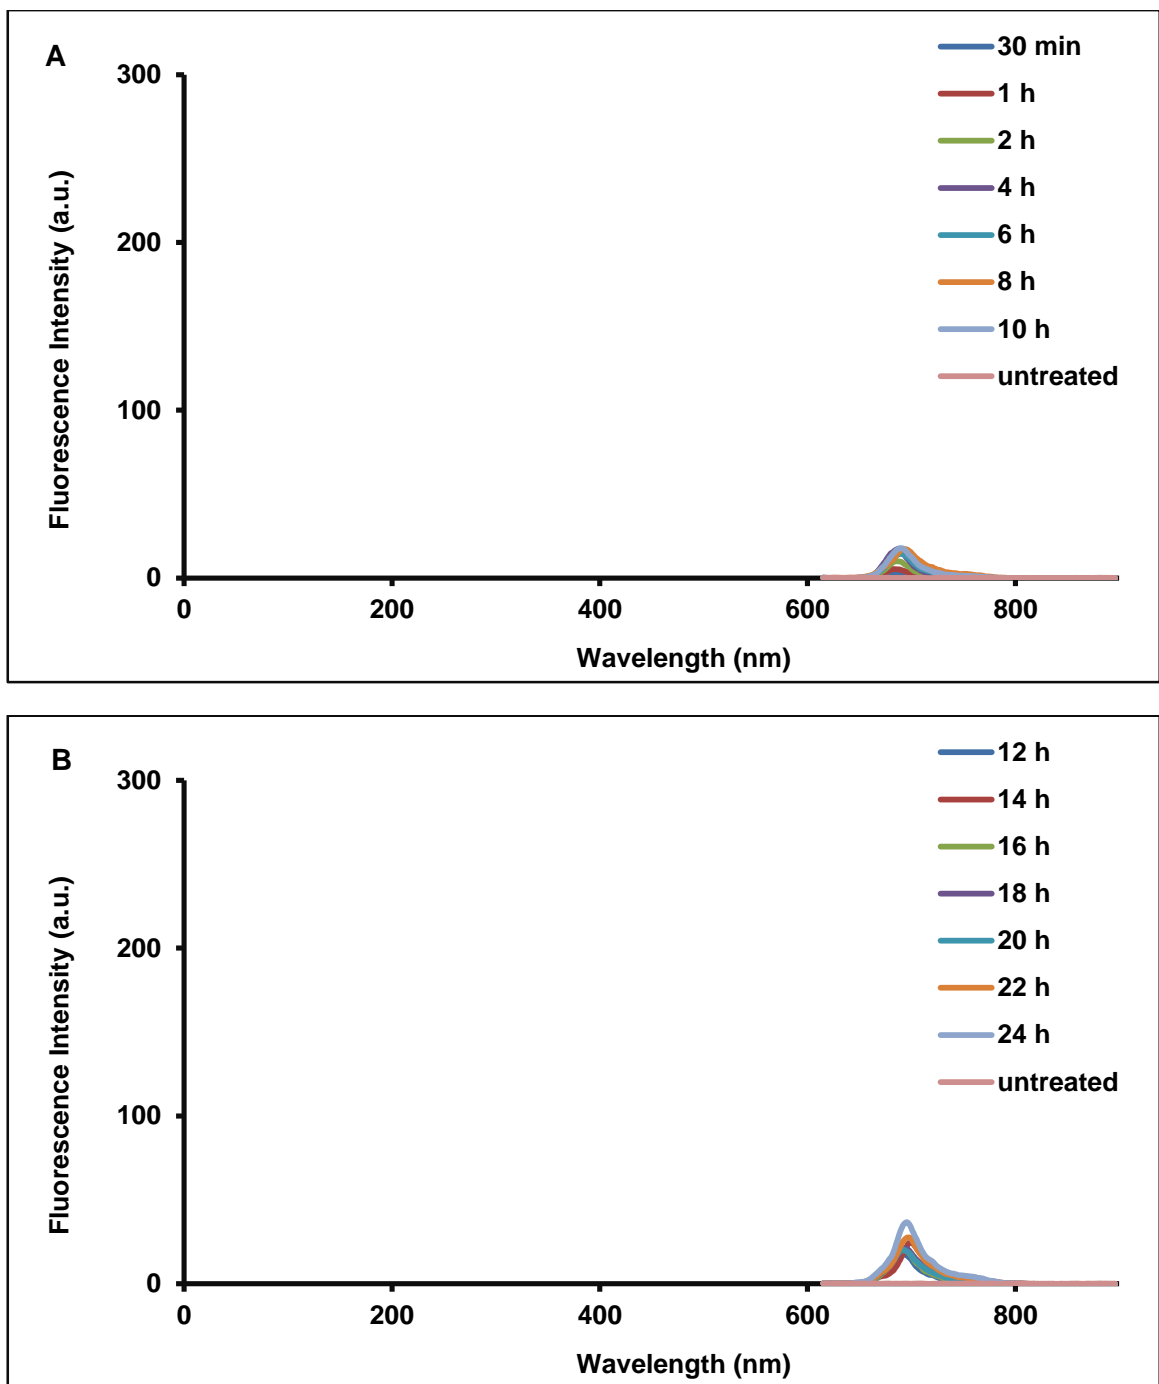 A
30 min
1 h
2 h
4 h
6 h
8 h
10 h
untreated
300
200
100
0
Fluorescence Intensity (a.u.)
0 200 400 600 800
Wavelength (nm)
B
12 h
14 h
16 h
18 h
20 h
22 h
24 h
untreated
300
200
100
0
Fluorescence Intensity (a.u.)
0 200 400 600 800
Wavelength (nm)